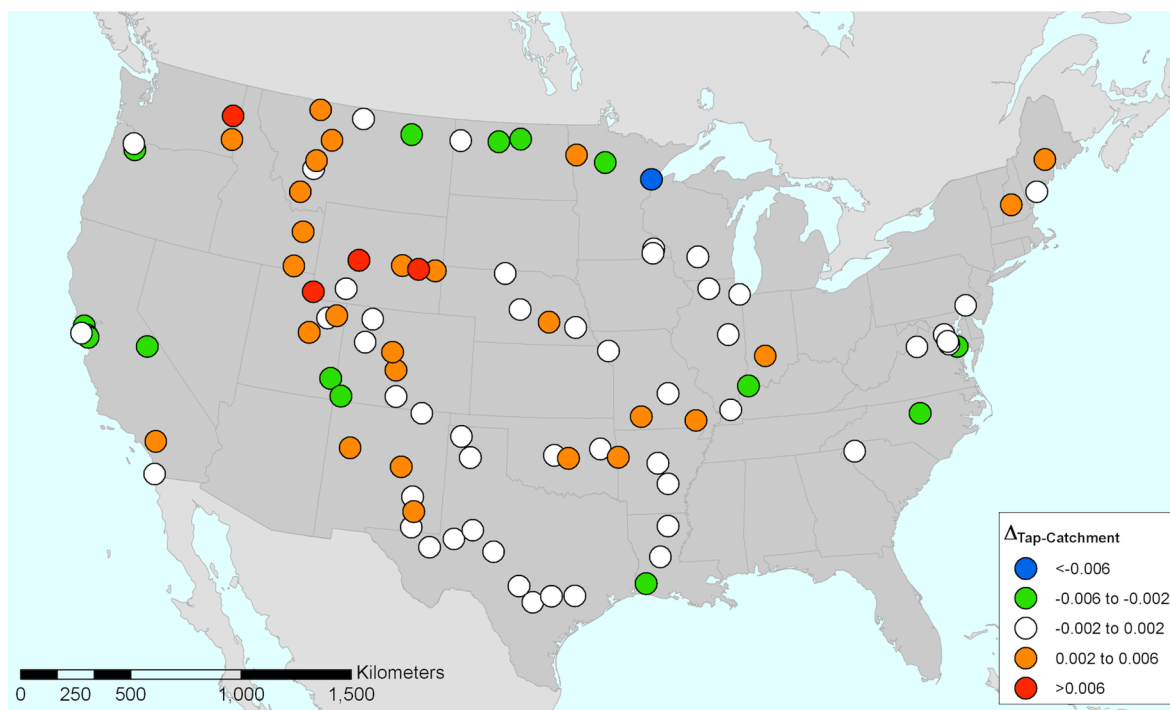 ΔTap-Catchment
<-0.006
-0.006 to -0.002
-0.002 to 0.002
0.002 to 0.006
>0.006
Kilometers
0 250 500 1,000 1,500